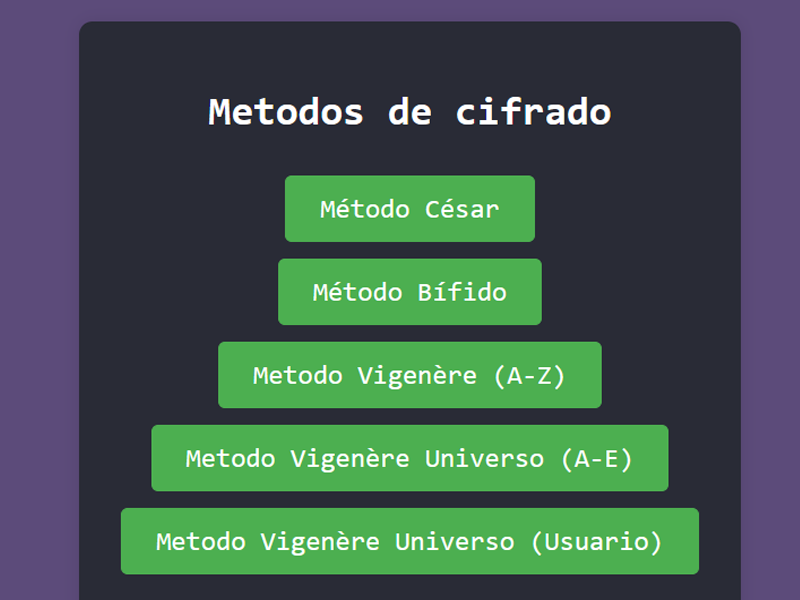 Metodos de cifrado
Método César
Método Bífido
Metodo Vigenère (A-Z)
Metodo Vigenère Universo (A-E)
Metodo Vigenère Universo (Usuario)